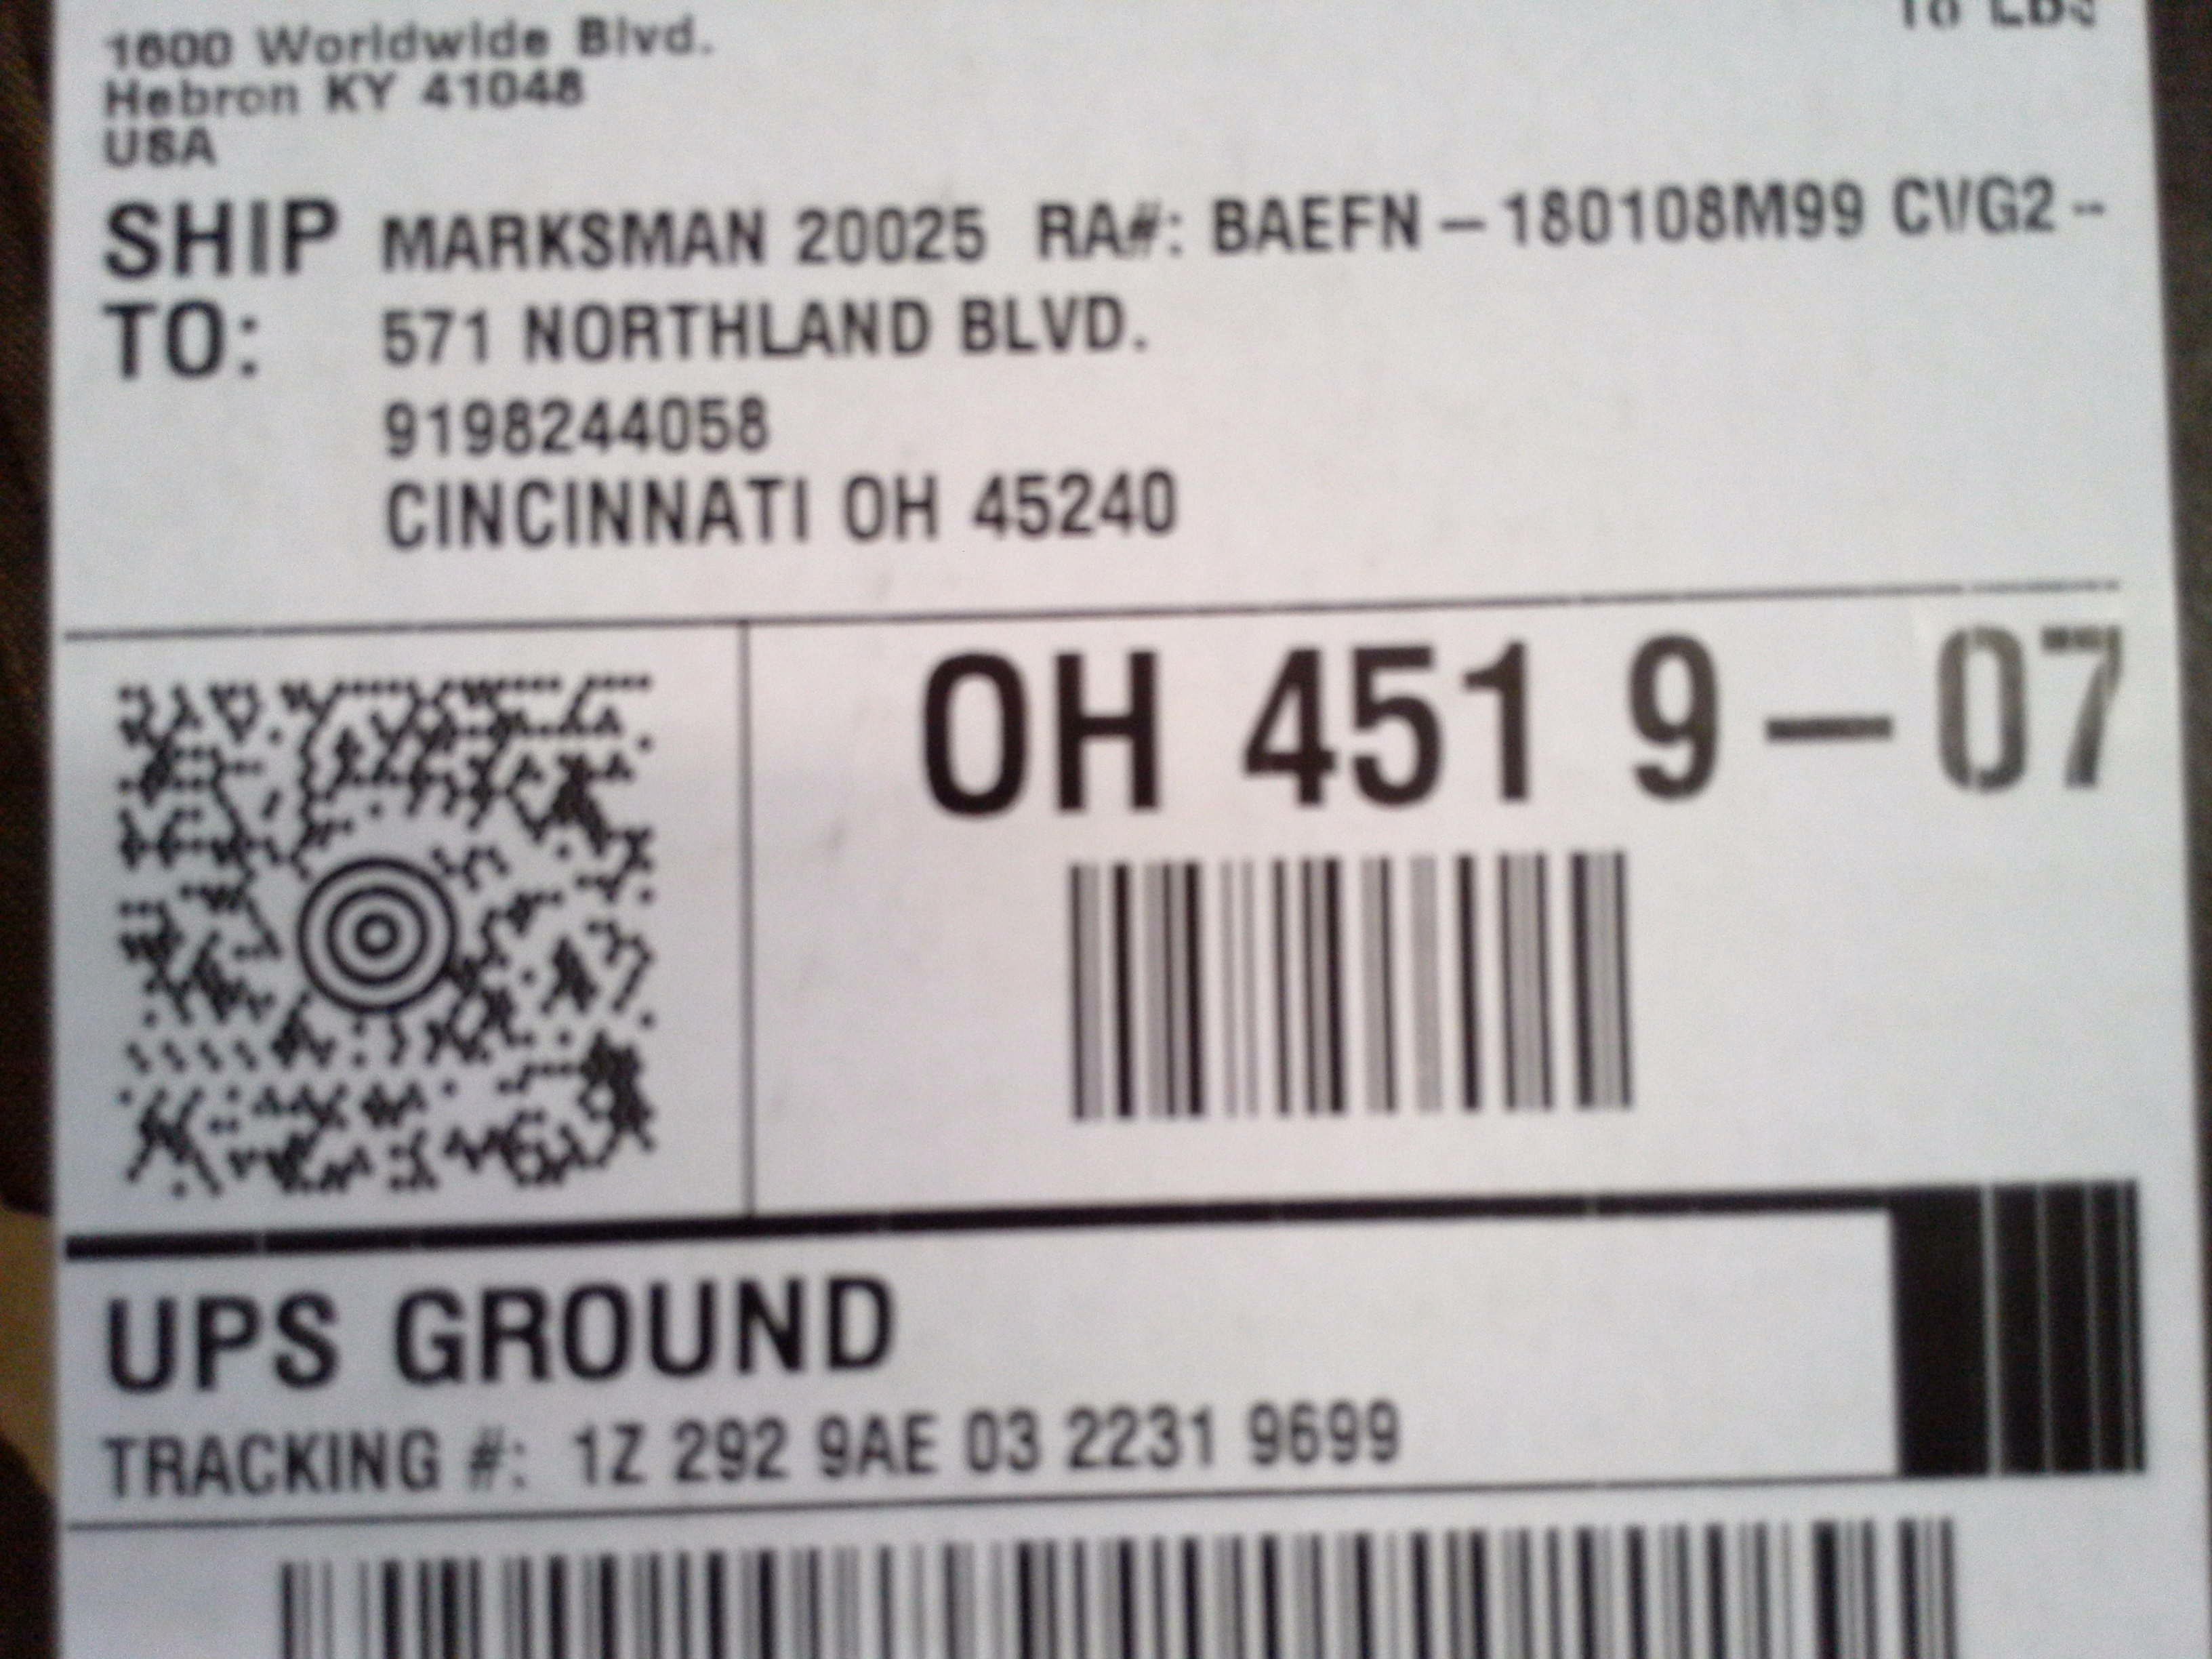 1600 Worldwide Blvd.
Hebron KY 41048
USA
SHIP TO: MARKSMAN 20025 RA#: BAEFN – 180108M99 CVG2 --
571 NORTHLAND BLVD.
9198244058
CINCINNATI OH 45240
OH 451 9 – 07
UPS GROUND
TRACKING #: 1Z 292 9AE 03 2231 9699